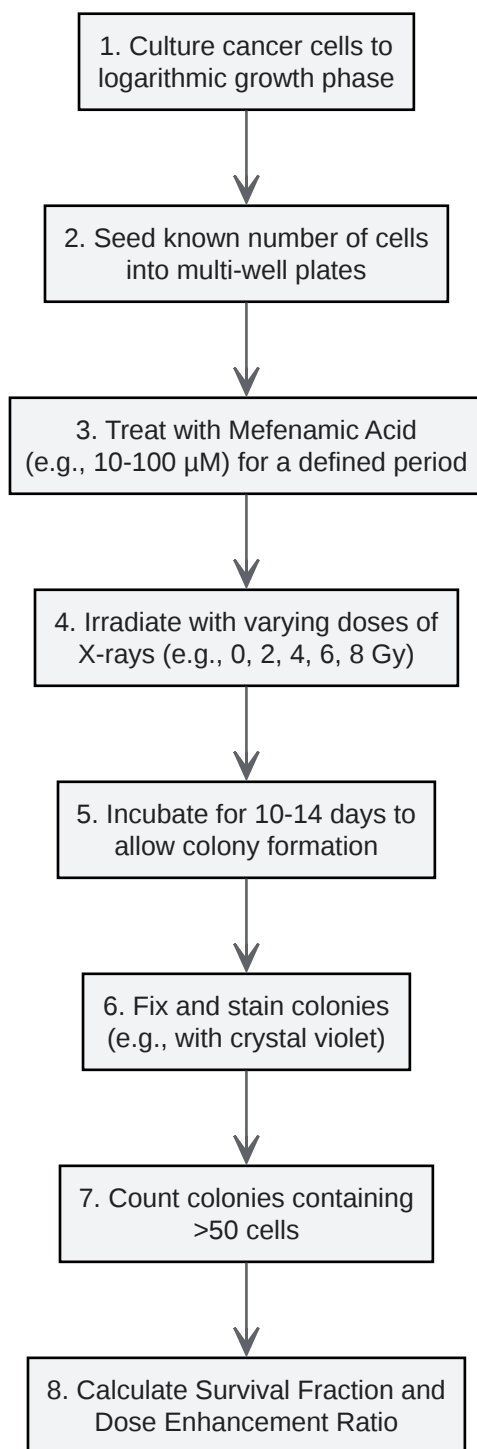 1. Culture cancer cells to
logarithmic growth phase
2. Seed known number of cells
into multi-well plates
3. Treat with Mefenamic Acid
(e.g., 10-100 µM) for a defined period
4. Irradiate with varying doses of
X-rays (e.g., 0, 2, 4, 6, 8 Gy)
5. Incubate for 10-14 days to
allow colony formation
6. Fix and stain colonies
(e.g., with crystal violet)
7. Count colonies containing
>50 cells
8. Calculate Survival Fraction and
Dose Enhancement Ratio